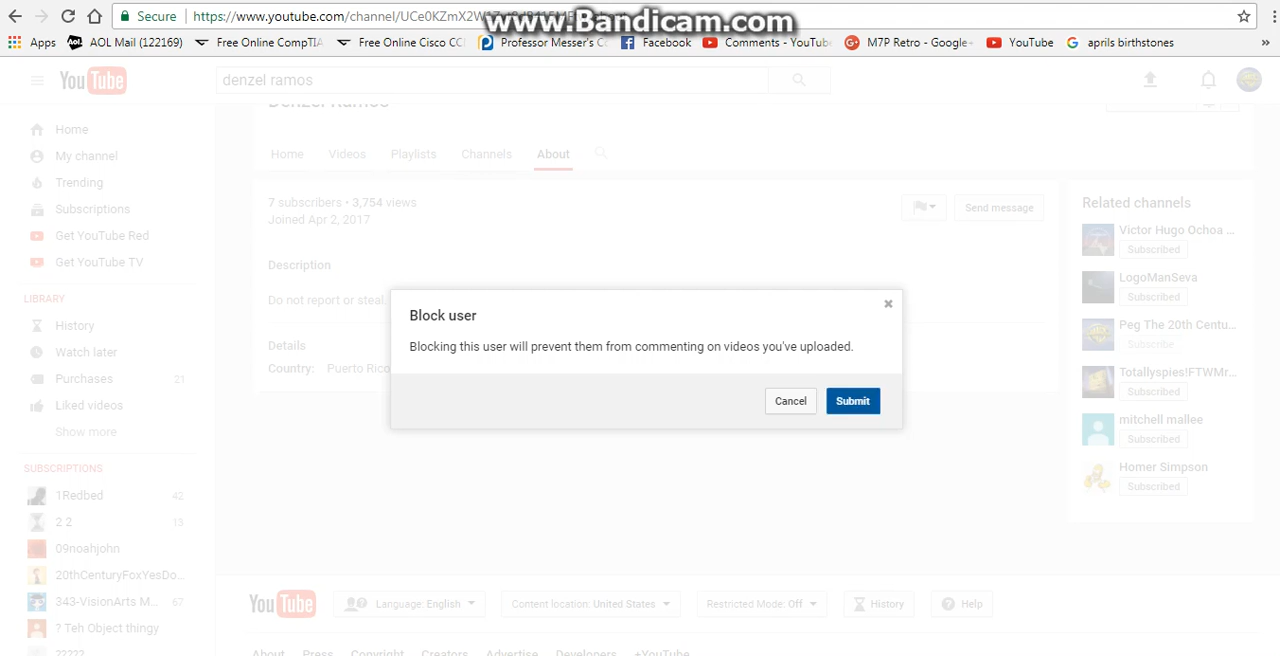 Secure
https://www.youtube.com/channel/UCe0KZmX2W
www.Bandicam.com
Apps
AOL Mail (122169)
Free Online CompTIA
Free Online Cisco CC
Professor Messer's Cc
Facebook
Comments - YouTub
M7P Retro - Google
YouTube
aprils birthstones
»
YouTube
denzel ramos
Denzel Ramos
Home
My channel
Trending
Subscriptions
Get YouTube Red
Get YouTube TV
LIBRARY
History
Watch later
Purchases 21
Liked videos
Show more
SUBSCRIPTIONS
1Redbed 42
2.2 13
09noahjohn
20thCenturyFoxYesDo...
343-VisionArts M... 67
? Teh Object thingy
?????
Home Videos Playlists Channels About
7 subscribers • 3,754 views
Joined Apr 2, 2017
Send message
Description
Do not report or steal
Details
Country: Puerto Rico
Block user
Blocking this user will prevent them from commenting on videos you've uploaded.
Cancel
Submit
Related channels
Victor Hugo Ochoa ...
Subscribed
LogoManSeva
Subscribed
Peg The 20th Centu...
Subscribe
Totallyspies!FTWMr...
Subscribed
mitchell mallee
Subscribed
Homer Simpson
Subscribed
YouTube
Language: English
Content location: United States
Restricted Mode: Off
History
Help
About Press Copyright Creators Advertise Developers +YouTube